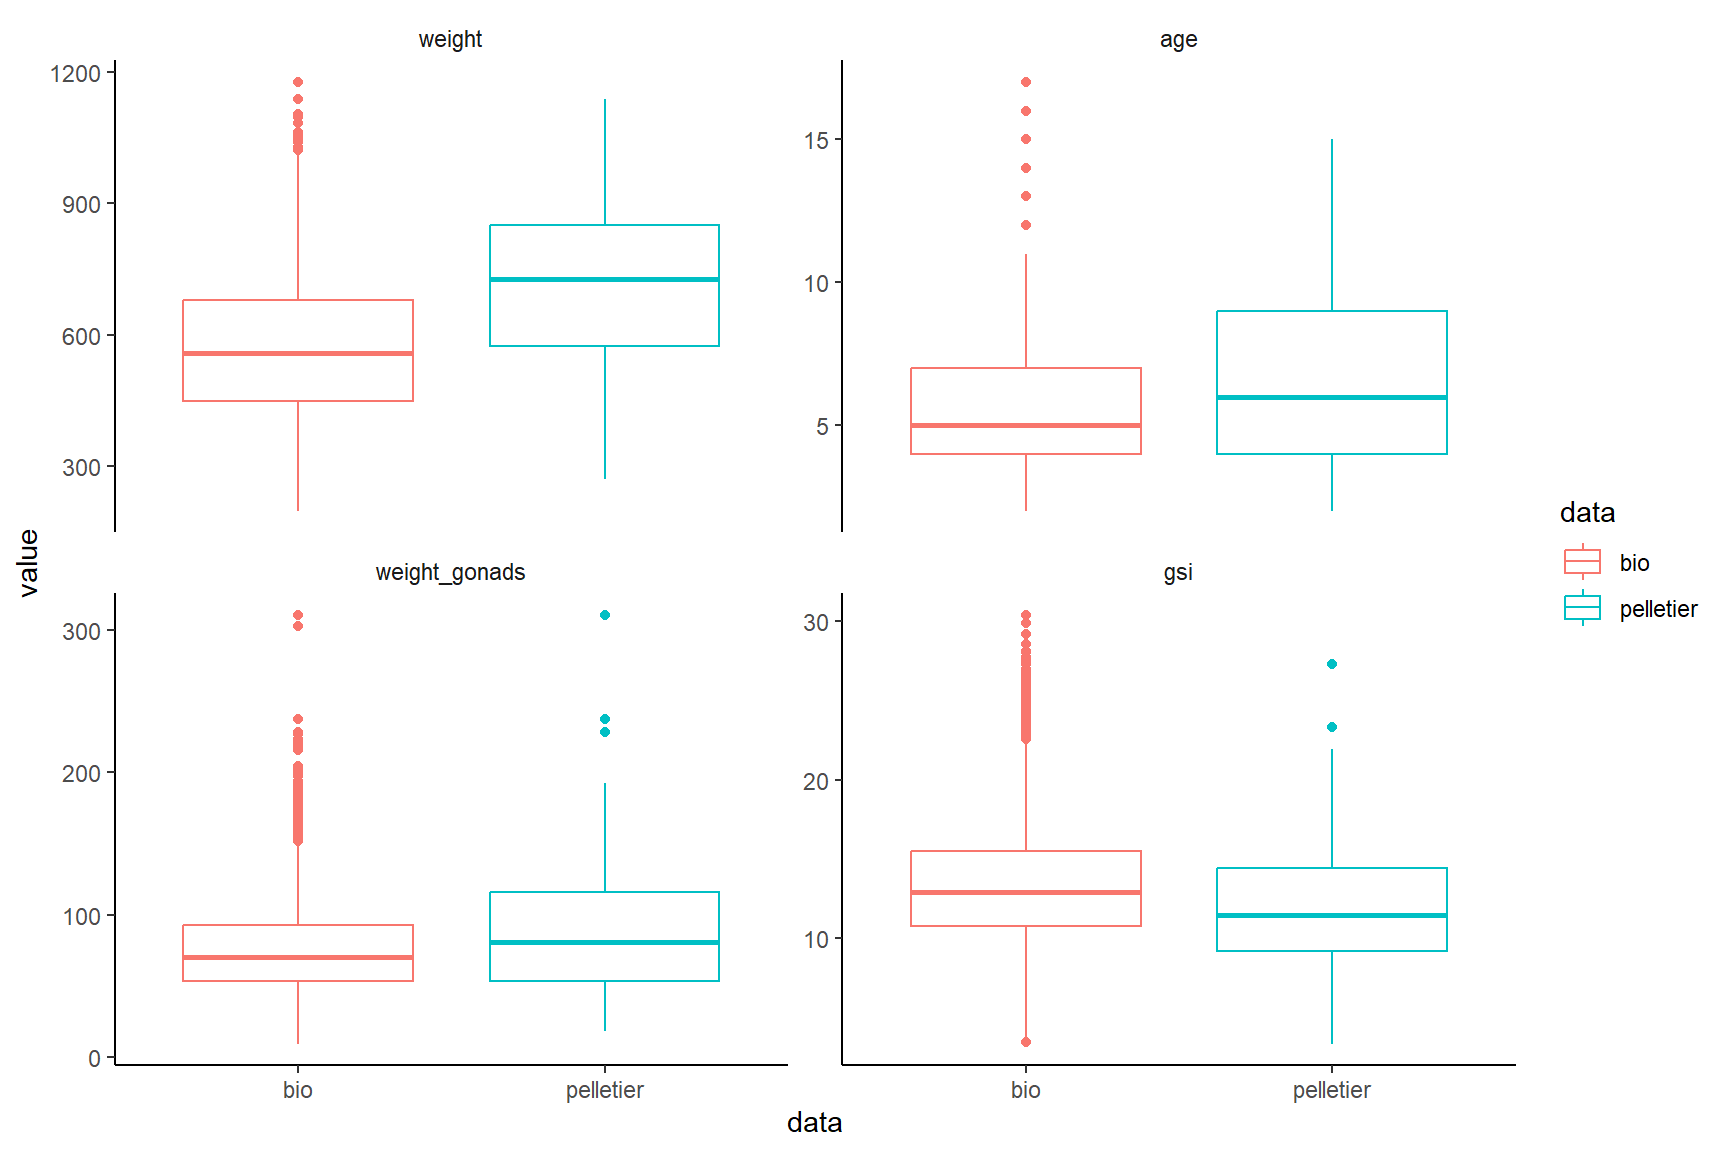 weight
age
1200
900
600
300
15
10
5
value
weight_gonads
gsi
300
200
100
0
30
20
10
bio
pelletier
bio
pelletier
data
data
bio
pelletier